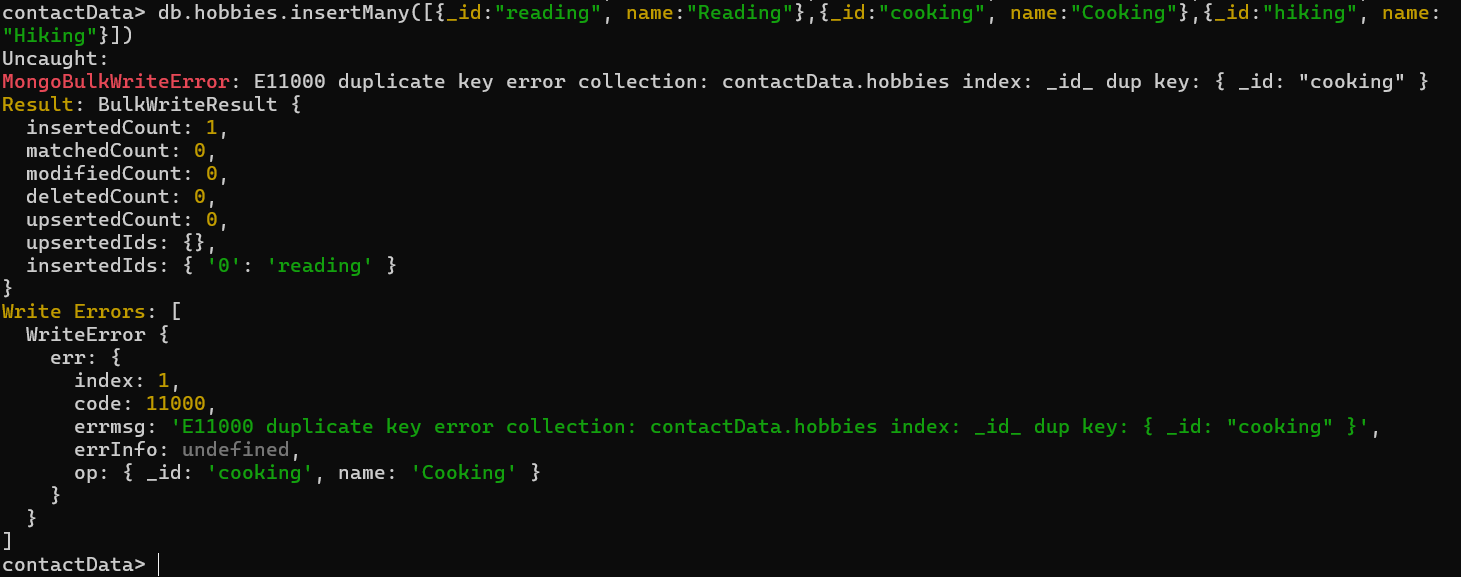 contactData> db.hobbies.insertMany([{_id:"reading", name:"Reading"},{_id:"cooking", name:"Cooking"},{_id:"hiking", name:
"Hiking"}])
Uncaught:
MongoBulkWriteError: E11000 duplicate key error collection: contactData.hobbies index: _id_ dup key: { _id: "cooking" }
Result: BulkWriteResult {
  insertedCount: 1,
  matchedCount: 0,
  modifiedCount: 0,
  deletedCount: 0,
  upsertedCount: 0,
  upsertedIds: {},
  insertedIds: { '0': 'reading' }
}
Write Errors: [
  WriteError {
    err: {
      index: 1,
      code: 11000,
      errmsg: 'E11000 duplicate key error collection: contactData.hobbies index: _id_ dup key: { _id: "cooking" }',
      errInfo: undefined,
      op: { _id: 'cooking', name: 'Cooking' }
    }
  }
]
contactData>